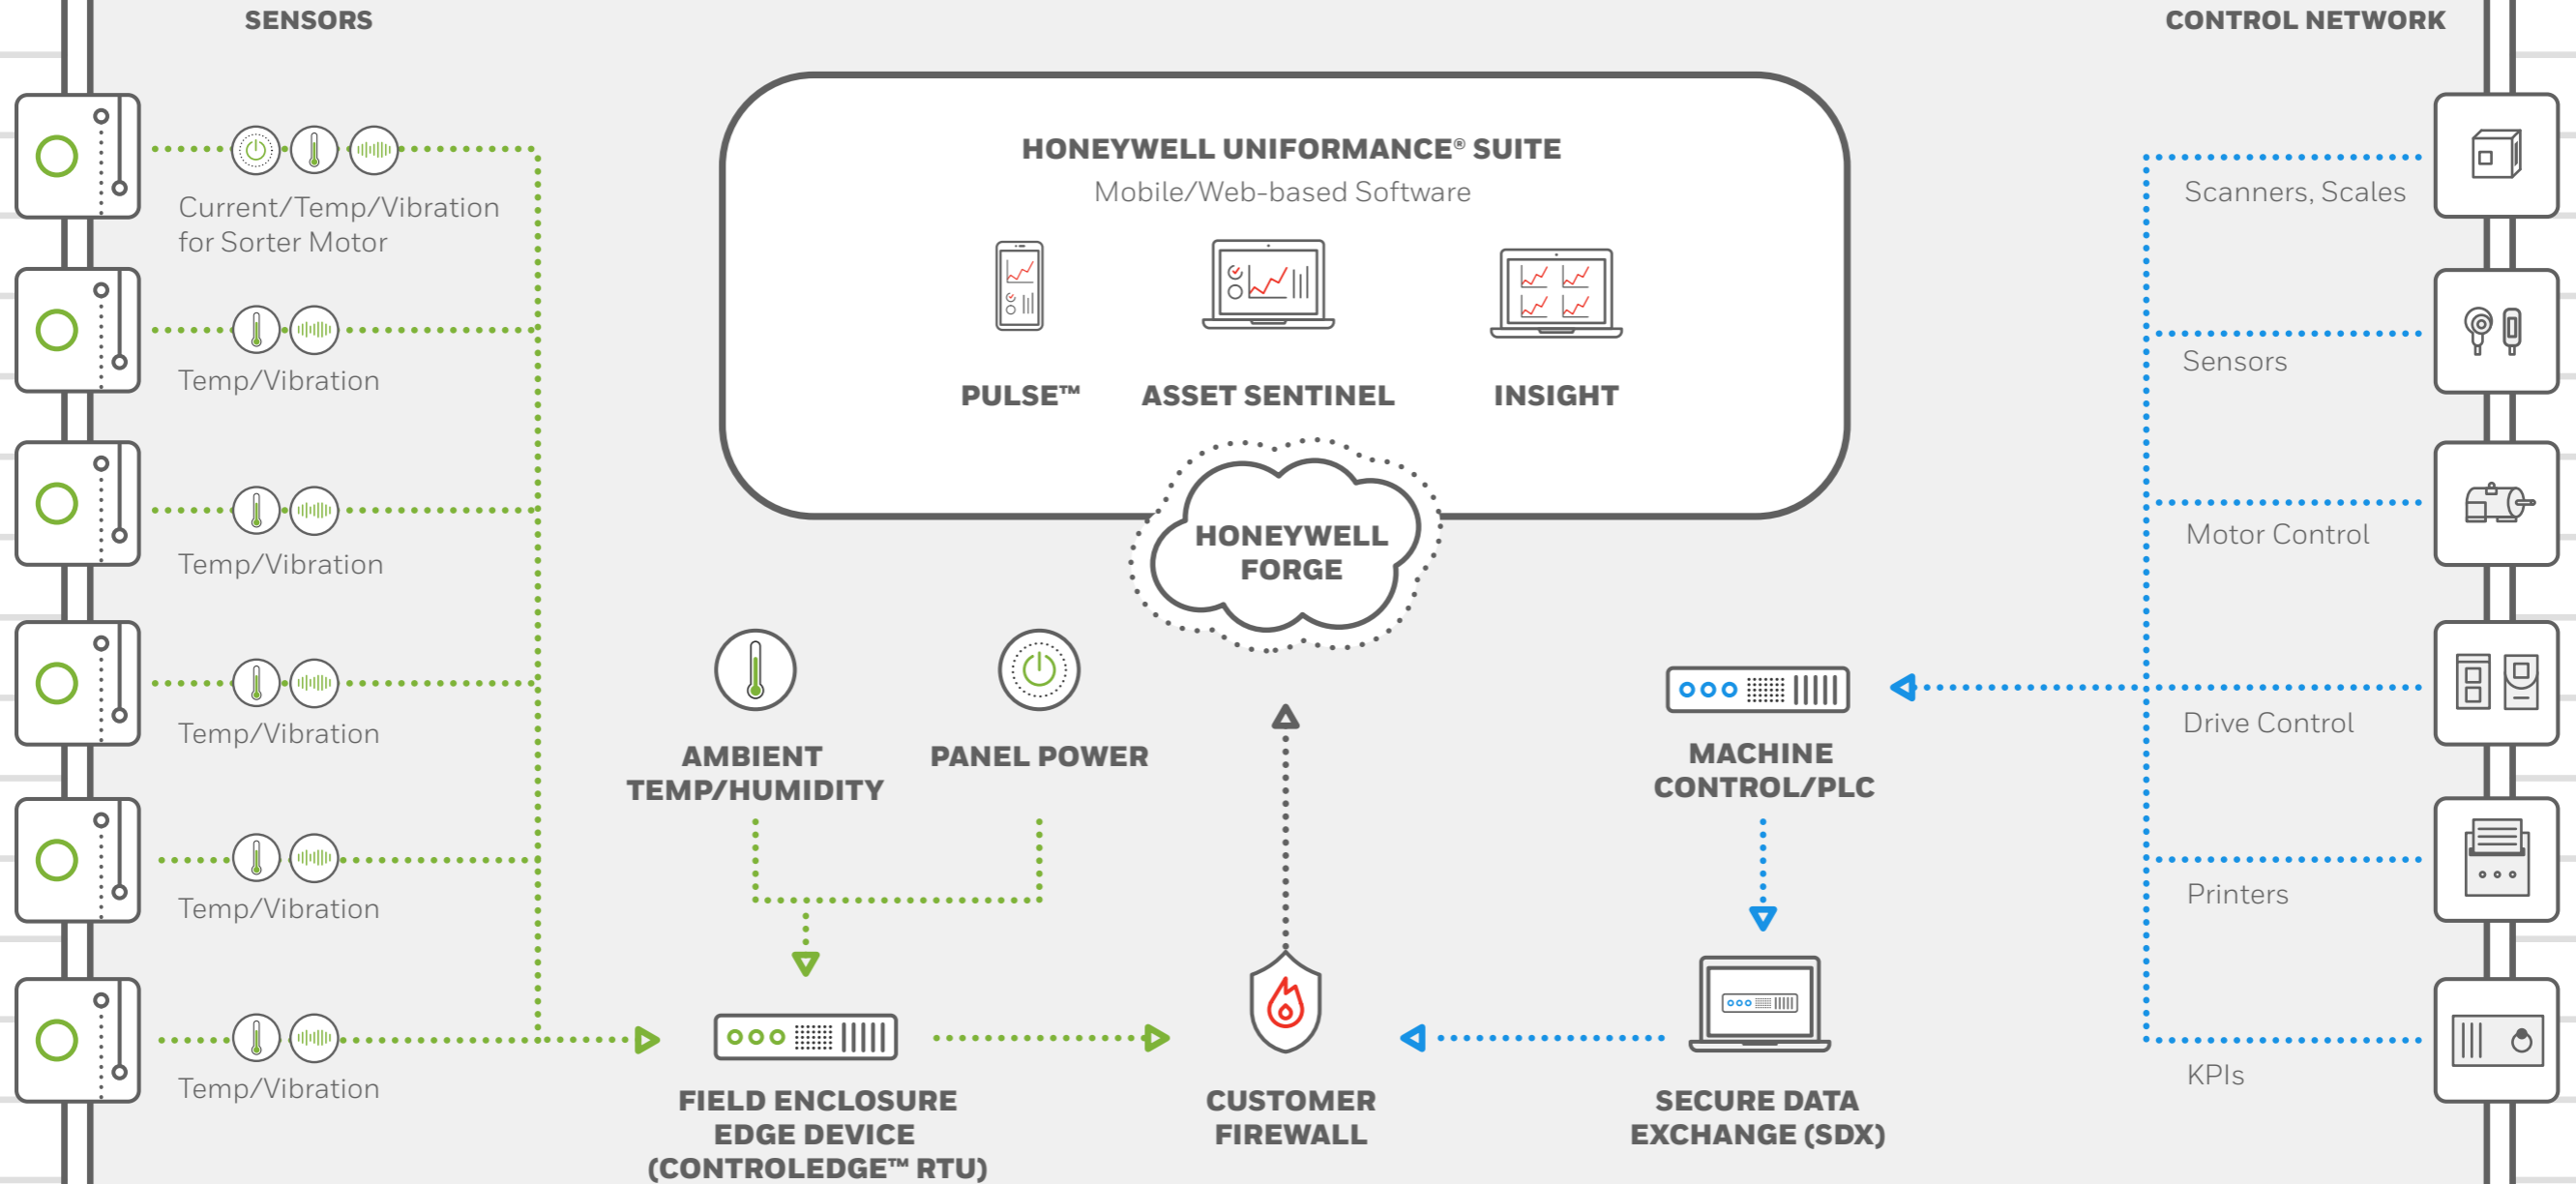 SENSORS
CONTROL NETWORK
Current/Temp/Vibration
for Sorter Motor
Temp/Vibration
Temp/Vibration
Temp/Vibration
Temp/Vibration
Temp/Vibration
HONEYWELL UNIFORMANCE® SUITE
Mobile/Web-based Software
PULSE™
ASSET SENTINEL
INSIGHT
HONEYWELL
FORGE
AMBIENT
TEMP/HUMIDITY
PANEL POWER
MACHINE
CONTROL/PLC
FIELD ENCLOSURE
EDGE DEVICE
(CONTROLEDGE™ RTU)
CUSTOMER
FIREWALL
SECURE DATA
EXCHANGE (SDX)
Scanners, Scales
Sensors
Motor Control
Drive Control
Printers
KPIs